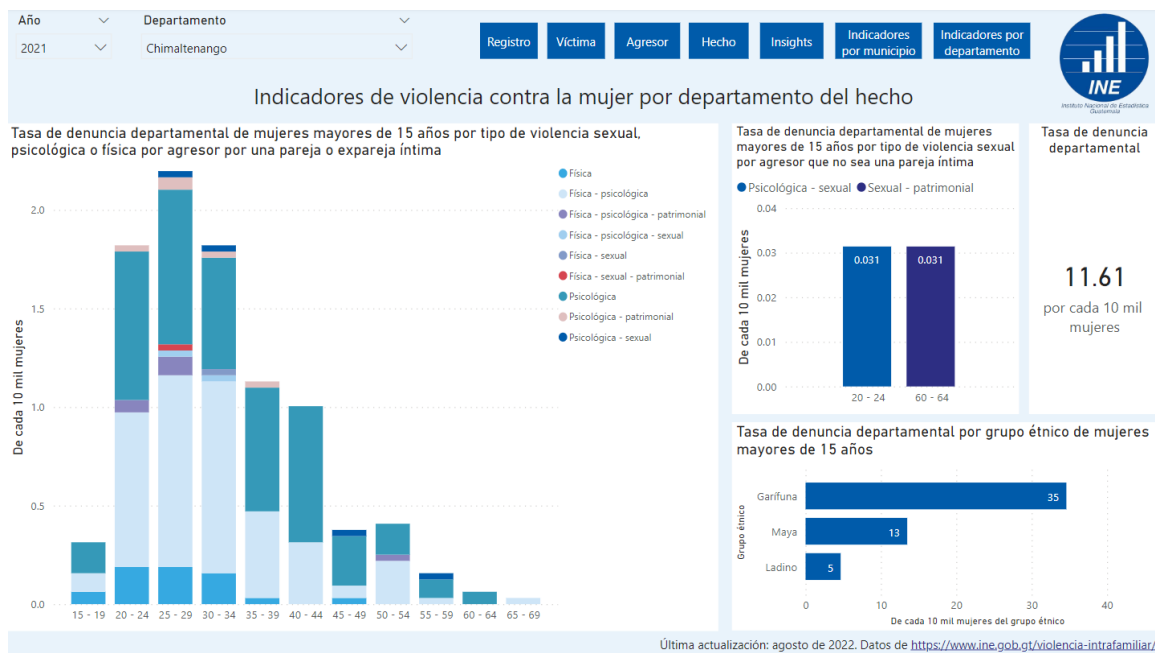 Año
2021
Departamento
Chimaltenango
Registro
Víctima
Agresor
Hecho
Insights
Indicadores
por municipio
Indicadores por
departamento
INE
Instituto Nacional de Estadística
Guatemala
Indicadores de violencia contra la mujer por departamento del hecho
Tasa de denuncia departamental de mujeres mayores de 15 años por tipo de violencia sexual,
psicológica o física por agresor por una pareja o expareja íntima
De cada 10 mil mujeres
2.0
1.5
1.0
0.5
0.0
15 - 19
20 - 24
25 - 29
30 - 34
35 - 39
40 - 44
45 - 49
50 - 54
55 - 59
60 - 64
65 - 69
Física
Física - psicológica
Física - psicológica - patrimonial
Física - psicológica - sexual
Física - sexual
Física - sexual - patrimonial
Psicológica
Psicológica - patrimonial
Psicológica - sexual
Tasa de denuncia departamental de mujeres
mayores de 15 años por tipo de violencia sexual
por agresor que no sea una pareja íntima
Psicológica - sexual
Sexual - patrimonial
De cada 10 mil mujeres
0.04
0.03
0.02
0.01
0.00
0.031
0.031
20 - 24
60 - 64
Tasa de denuncia
departamental
11.61
por cada 10 mil
mujeres
Tasa de denuncia departamental por grupo étnico de mujeres
mayores de 15 años
Grupo étnico
Garífuna
35
Maya
13
Ladino
5
0
10
20
30
40
De cada 10 mil mujeres del grupo étnico
Última actualización: agosto de 2022. Datos de https://www.ine.gob.gt/violencia-intrafamiliar/